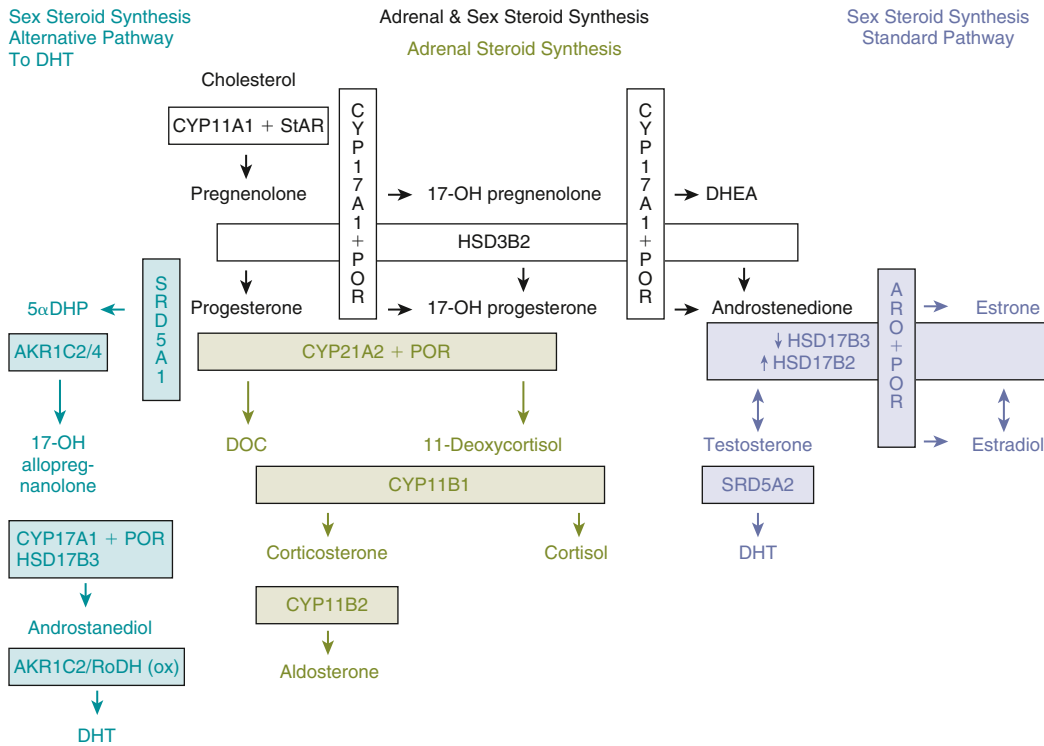 Sex Steroid Synthesis
Alternative Pathway
To DHT
Adrenal & Sex Steroid Synthesis
Adrenal Steroid Synthesis
Sex Steroid Synthesis
Standard Pathway
Cholesterol
CYP11A1 + StAR
CYP17A1+POR
CYP17A1+POR
Pregnenolone
17-OH pregnenolone
DHEA
HSD3B2
SRD5A1
5αDHP
Progesterone
17-OH progesterone
Androstenedione
ARO+POR
Estrone
AKR1C2/4
CYP21A2 + POR
↓ HSD17B3
↑ HSD17B2
17-OH
allopreg-
nanolone
DOC
11-Deoxycortisol
Testosterone
Estradiol
CYP11B1
SRD5A2
CYP17A1 + POR
HSD17B3
Corticosterone
Cortisol
DHT
CYP11B2
Androstanediol
AKR1C2/RoDH (ox)
Aldosterone
DHT